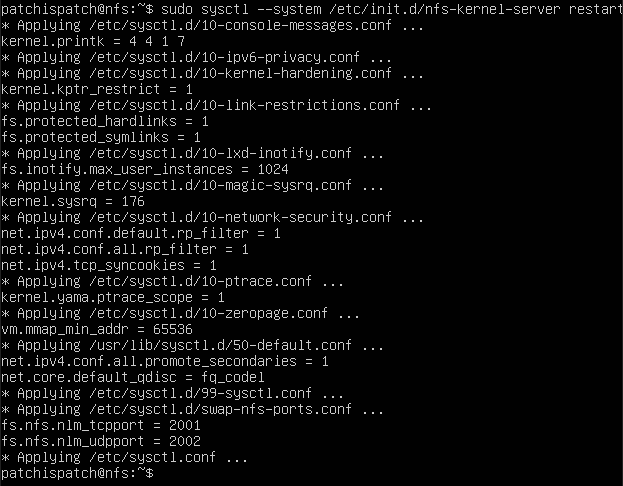 patchispatch@nfs:~$ sudo sysctl --system /etc/init.d/nfs-kernel-server restart
* Applying /etc/sysctl.d/10-console-messages.conf ...
kernel.printk = 4 4 1 7
* Applying /etc/sysctl.d/10-ipv6-privacy.conf ...
* Applying /etc/sysctl.d/10-kernel-hardening.conf ...
kernel.kptr_restrict = 1
* Applying /etc/sysctl.d/10-link-restrictions.conf ...
fs.protected_hardlinks = 1
fs.protected_symlinks = 1
* Applying /etc/sysctl.d/10-lxd-inotify.conf ...
fs.inotify.max_user_instances = 1024
* Applying /etc/sysctl.d/10-magic-sysrq.conf ...
kernel.sysrq = 176
* Applying /etc/sysctl.d/10-network-security.conf ...
net.ipv4.conf.default.rp_filter = 1
net.ipv4.conf.all.rp_filter = 1
net.ipv4.tcp_syncookies = 1
* Applying /etc/sysctl.d/10-ptrace.conf ...
kernel.yama.ptrace_scope = 1
* Applying /etc/sysctl.d/10-zeropage.conf ...
vm.mmap_min_addr = 65536
* Applying /usr/lib/sysctl.d/50-default.conf ...
net.ipv4.conf.all.promote_secondaries = 1
net.core.default_qdisc = fq_codel
* Applying /etc/sysctl.d/99-sysctl.conf ...
* Applying /etc/sysctl.d/swap-nfs-ports.conf ...
fs.nfs.nlm_tcpport = 2001
fs.nfs.nlm_udpport = 2002
* Applying /etc/sysctl.conf ...
patchispatch@nfs:~$